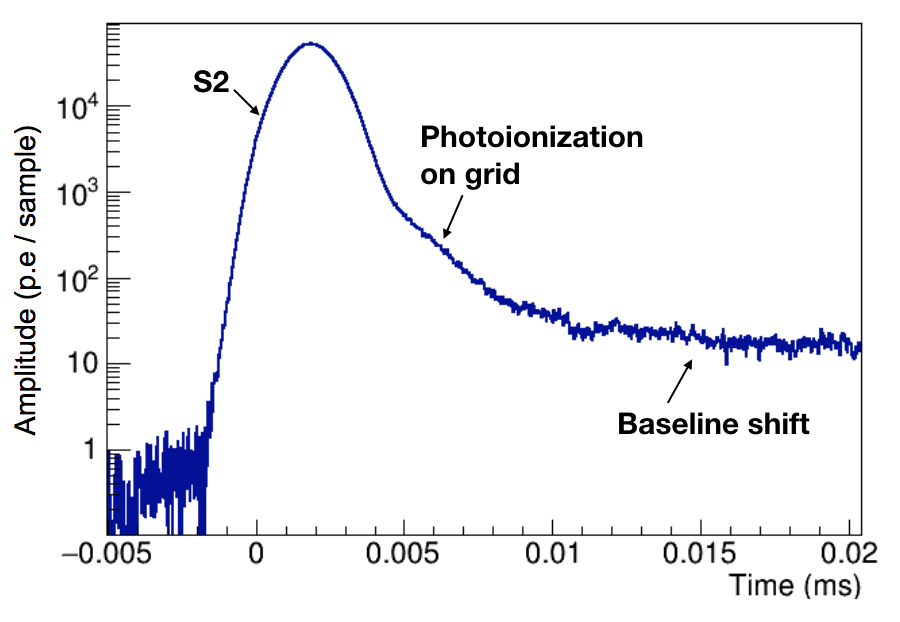 Amplitude (p.e / sample)
10⁴
10³
10²
10
1
S2
Photoionization
on grid
Baseline shift
−0.005 0 0.005 0.01 0.015 0.02
Time (ms)